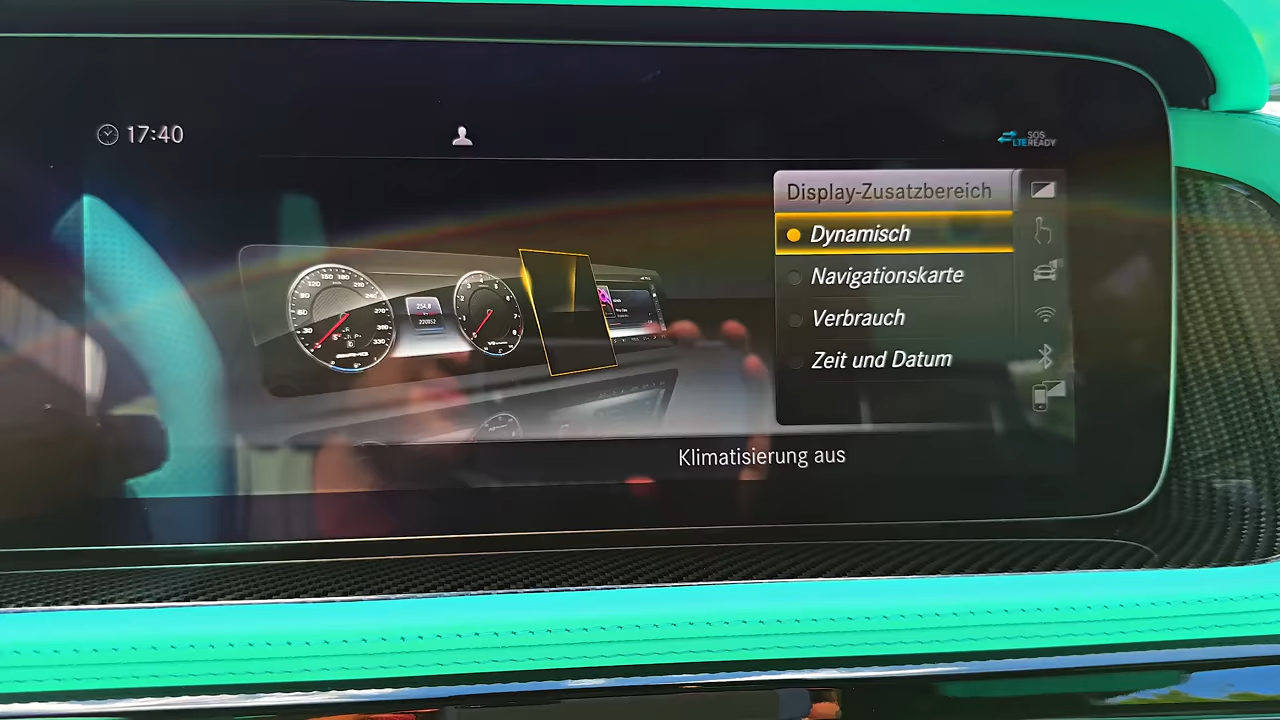 17:40
SOS
LTE READY
Display-Zusatzbereich
Dynamisch
Navigationskarte
Verbrauch
Zeit und Datum
Klimatisierung aus